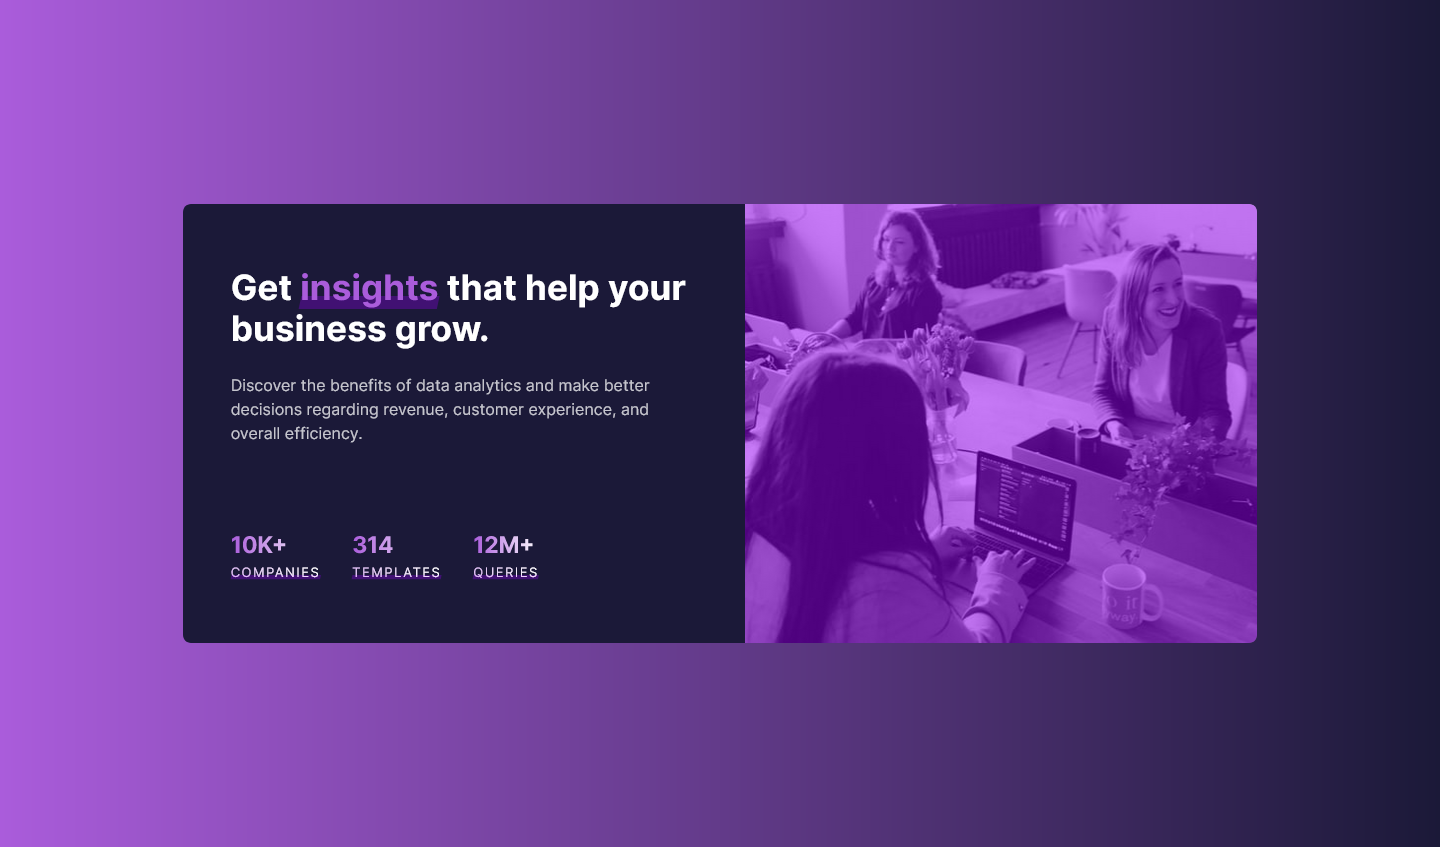 Get insights that help your
business grow.
Discover the benefits of data analytics and make better
decisions regarding revenue, customer experience, and
overall efficiency.
10K+ 314 12M+
COMPANIES TEMPLATES QUERIES